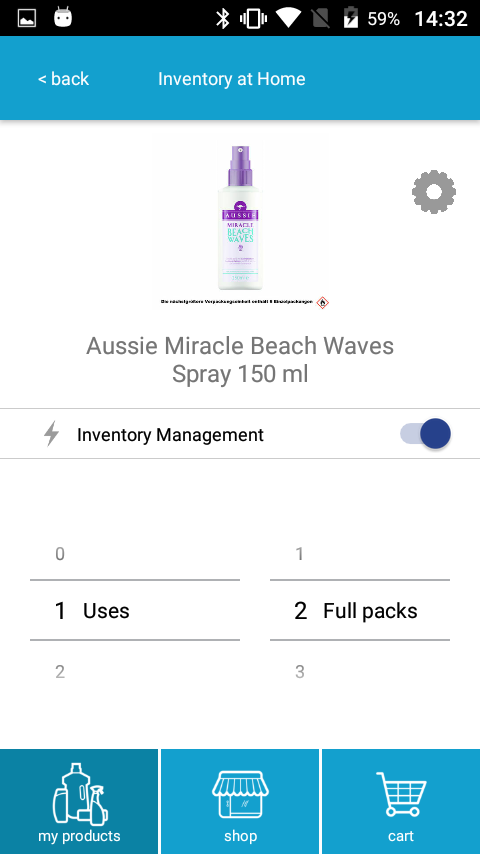 59% 14:32
< back Inventory at Home
AUSSIE
MIRACLE
BEACH
WAVES
Die nächstgrößere Verpackungseinheit enthält 6 Einzelpackungen
Aussie Miracle Beach Waves
Spray 150 ml
Inventory Management
0 1
1 Uses 2 Full packs
2 3
my products shop cart